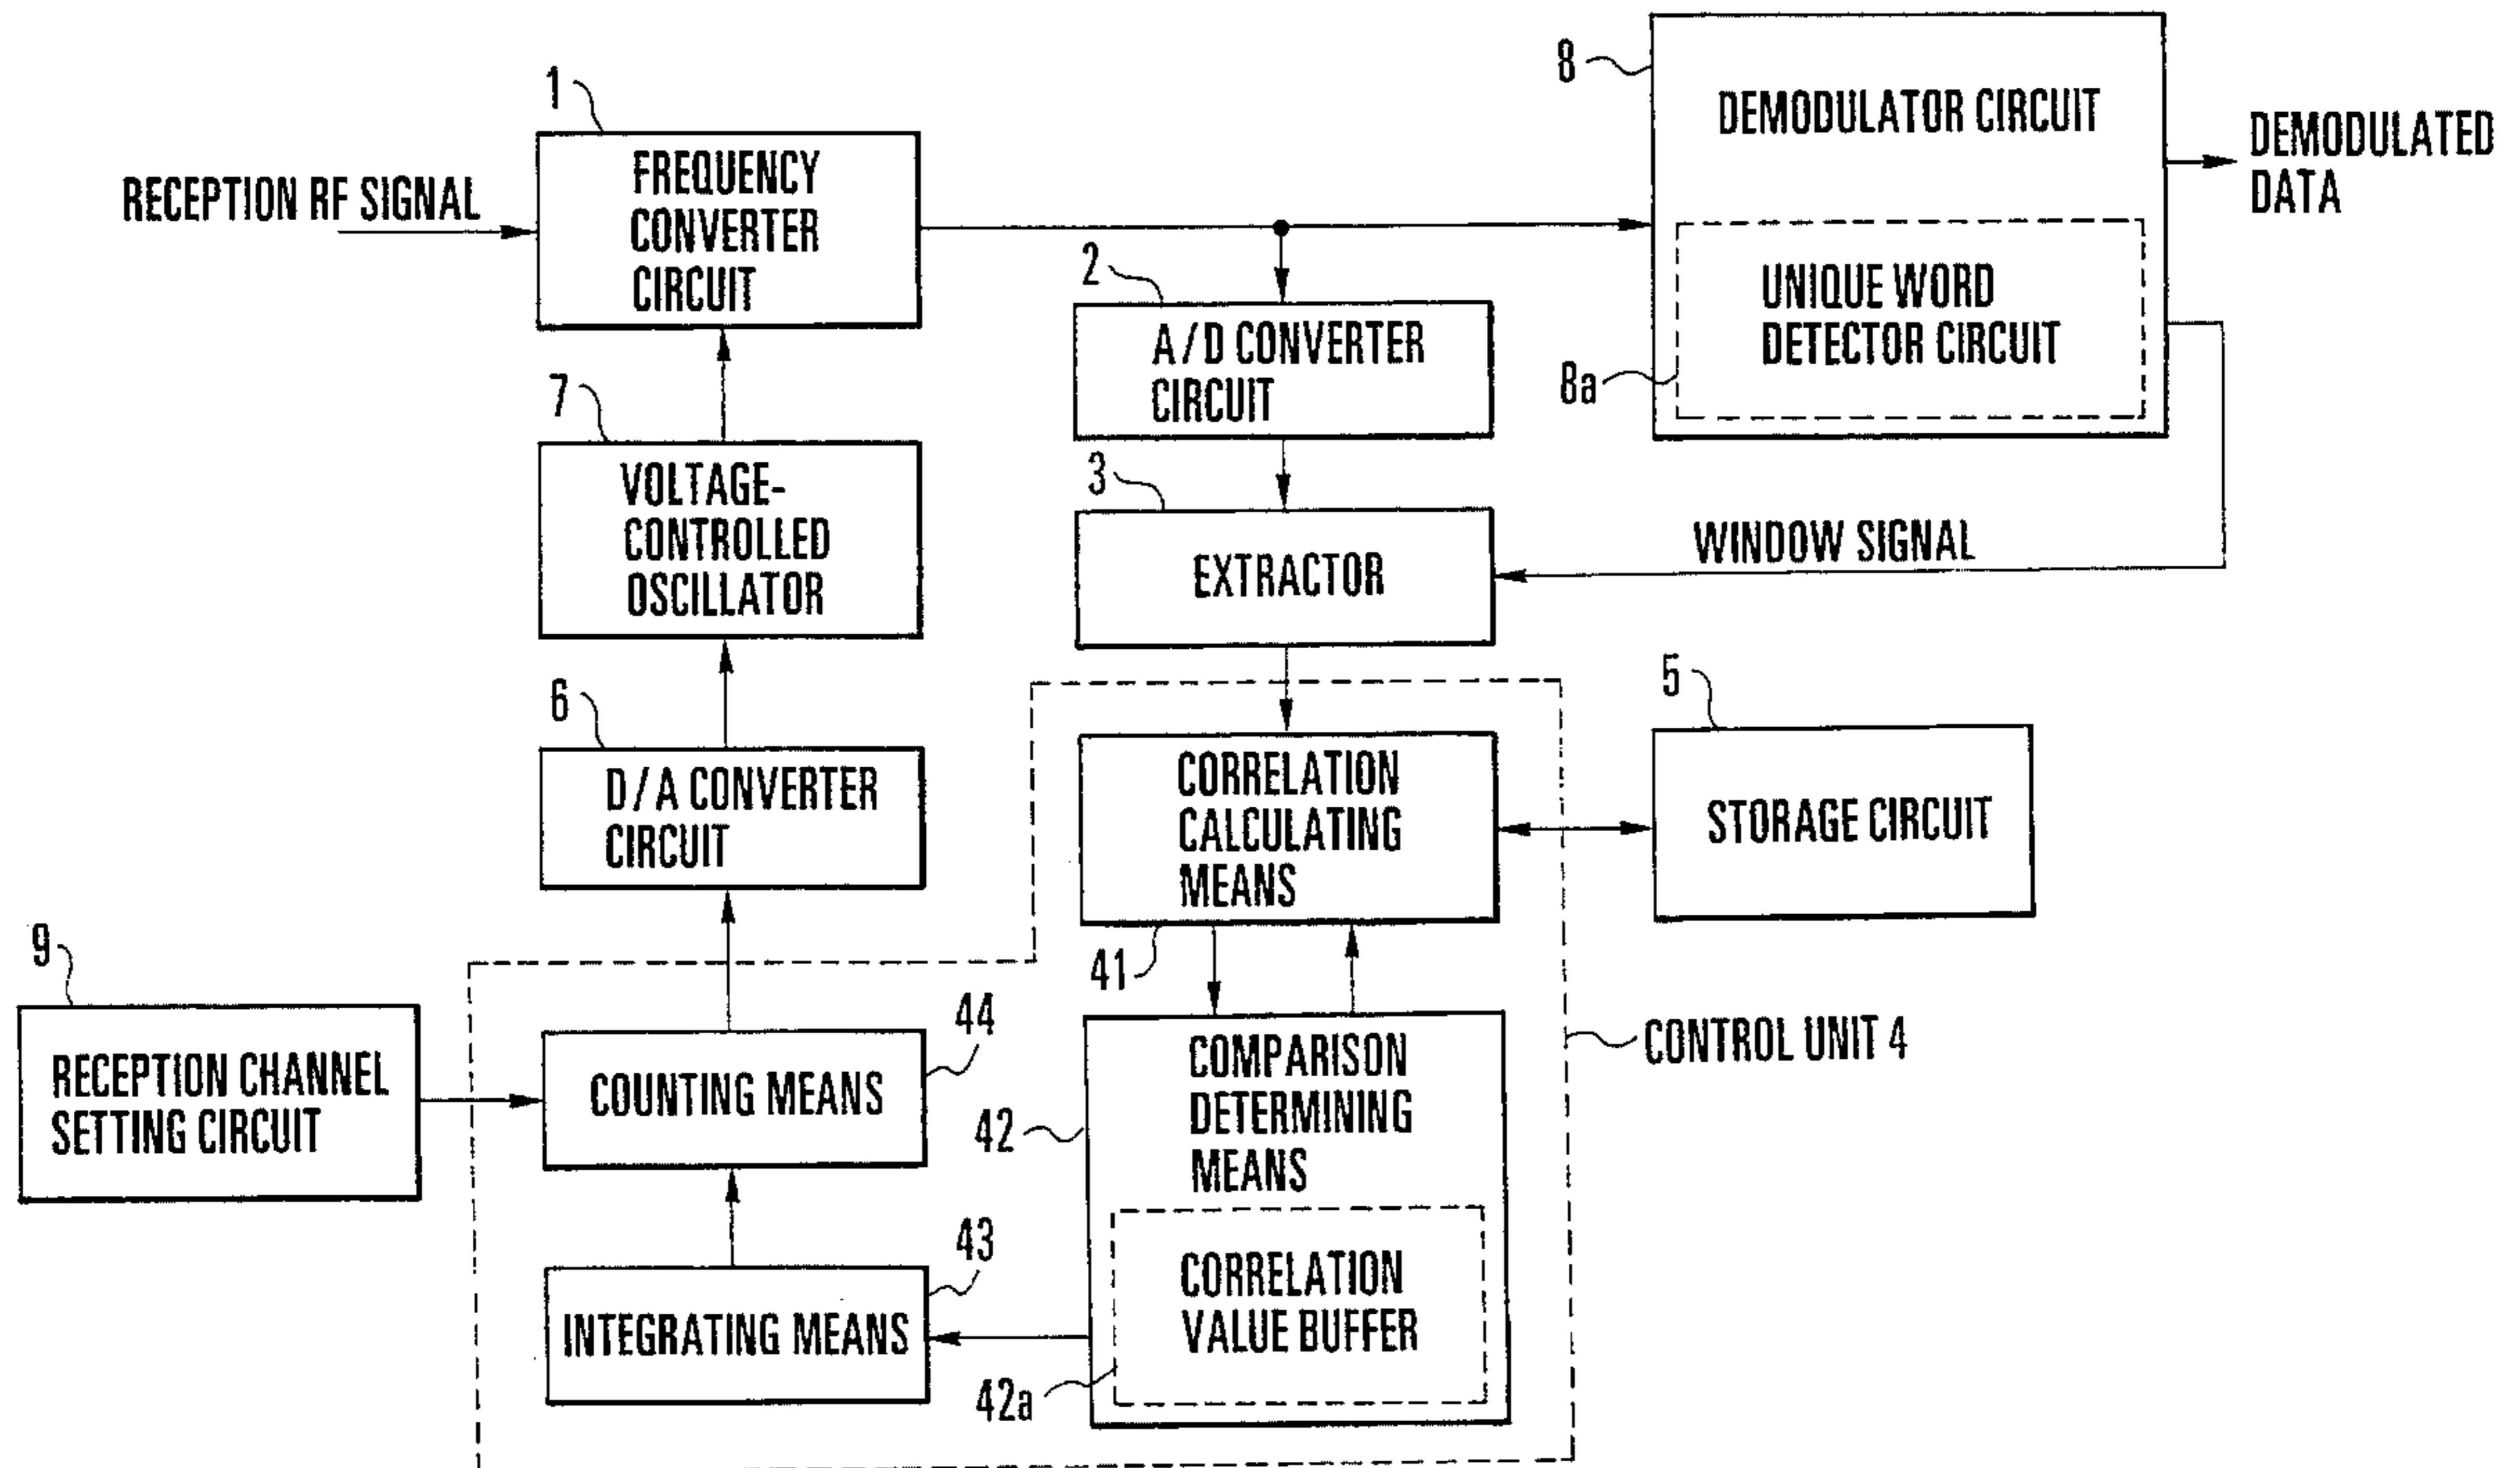 1
RECEPTION RF SIGNAL
FREQUENCY
CONVERTER
CIRCUIT
8
DEMODULATOR CIRCUIT
DEMODULATED
DATA
UNIQUE WORD
DETECTOR CIRCUIT
8a
2
A/D CONVERTER
CIRCUIT
7
VOLTAGE-
CONTROLLED
OSCILLATOR
3
EXTRACTOR
WINDOW SIGNAL
6
D/A CONVERTER
CIRCUIT
CORRELATION
CALCULATING
MEANS
41
5
STORAGE CIRCUIT
9
RECEPTION CHANNEL
SETTING CIRCUIT
44
COUNTING MEANS
42
COMPARISON
DETERMINING
MEANS
CONTROL UNIT 4
43
INTEGRATING MEANS
CORRELATION
VALUE BUFFER
42a